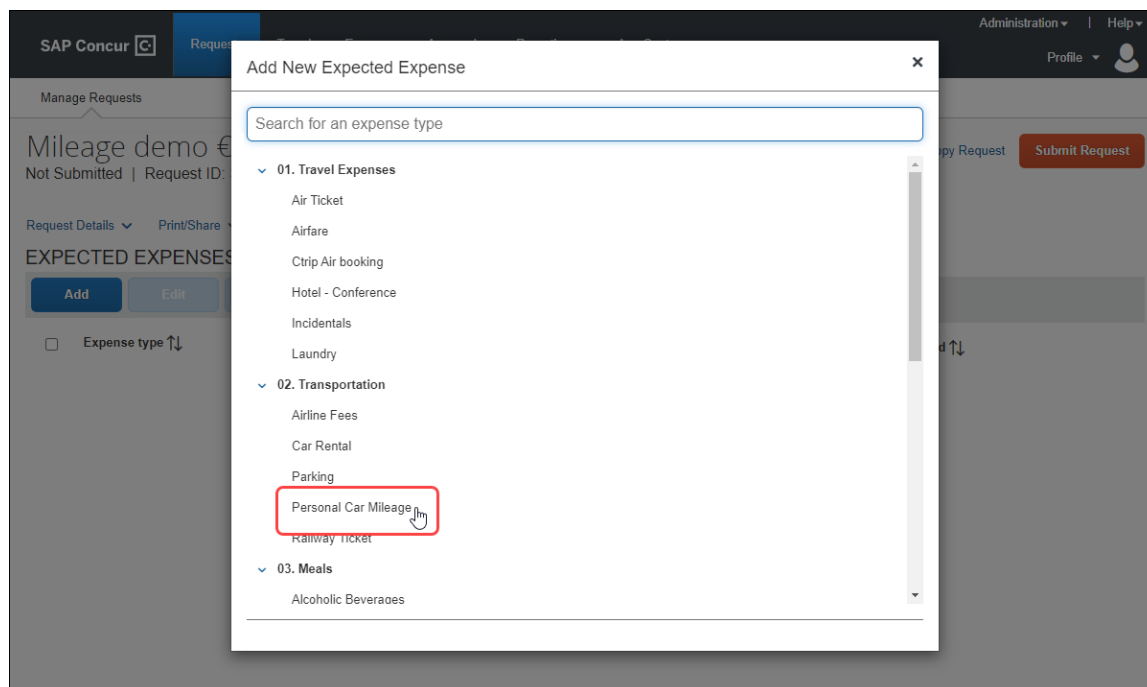 Administration | Help
SAP Concur C
Profile
Add New Expected Expense
Manage Requests
Search for an expense type
Mileage demo €
Copy Request
Submit Request
Not Submitted | Request ID:
01. Travel Expenses
Air Ticket
Request Details Print/Share
Airfare
EXPECTED EXPENSES
Ctrip Air booking
Add Edit
Hotel - Conference
Incidentals
Expense type
Laundry
02. Transportation
Airline Fees
Car Rental
Parking
Personal Car Mileage
Railway Ticket
03. Meals
Alcoholic Beverages